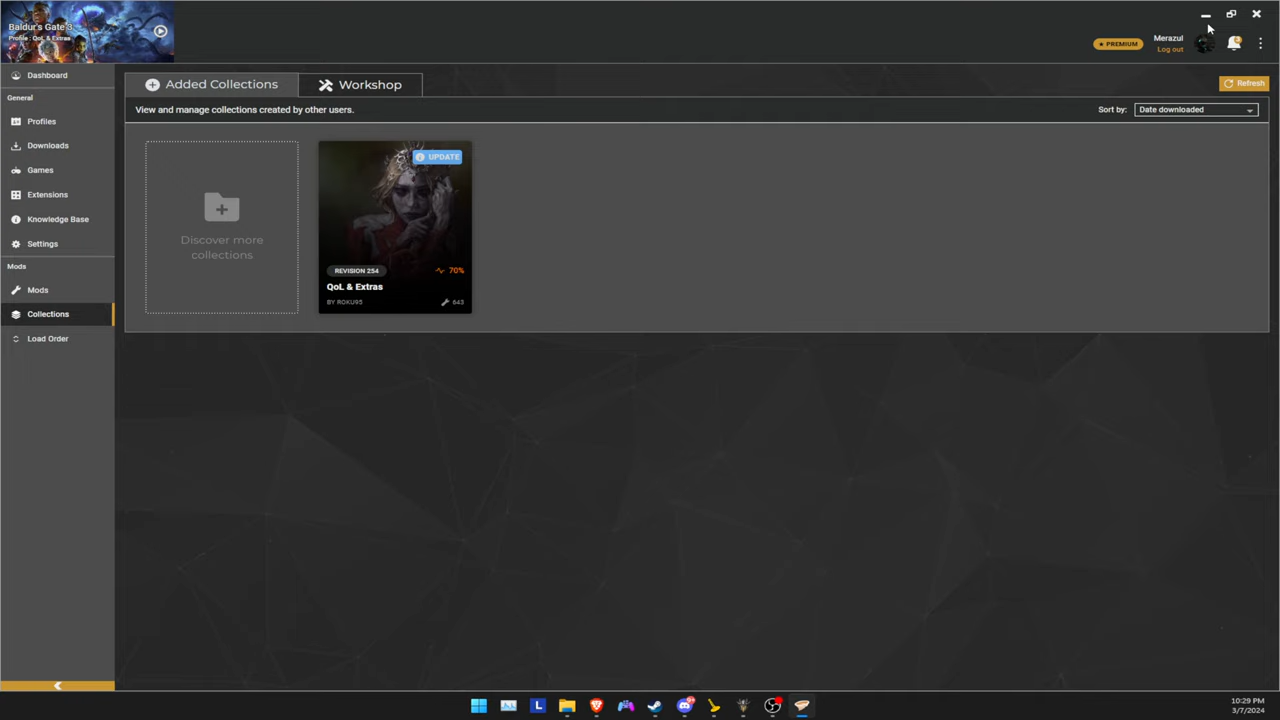 Baldur's Gate 3
Profile : QoL & Extras
PREMIUM
Merazul
Log out
Dashboard
General
Profiles
Downloads
Games
Extensions
Knowledge Base
Settings
Mods
Mods
Collections
Load Order
Added Collections
Workshop
Refresh
View and manage collections created by other users.
Sort by:
Date downloaded
Discover more
collections
UPDATE
REVISION 254
70%
QoL & Extras
BY ROKU95
643
L
10:29 PM
3/7/2024